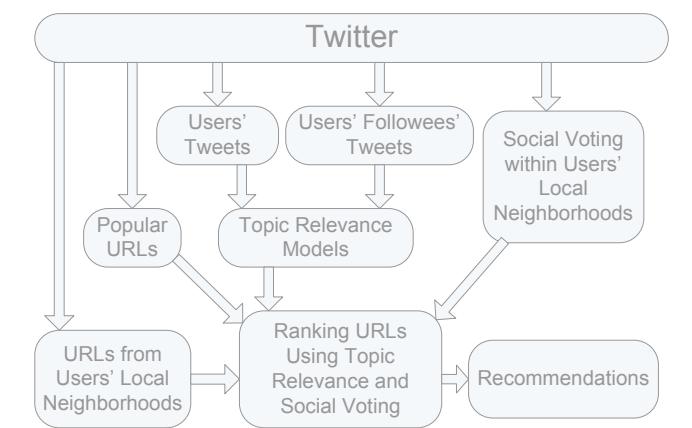 Twitter
Users'
Tweets
Users' Followees'
Tweets
Social Voting
within Users'
Local
Neighborhoods
Popular
URLs
Topic Relevance
Models
URLs from
Users' Local
Neighborhoods
Ranking URLs
Using Topic
Relevance and
Social Voting
Recommendations